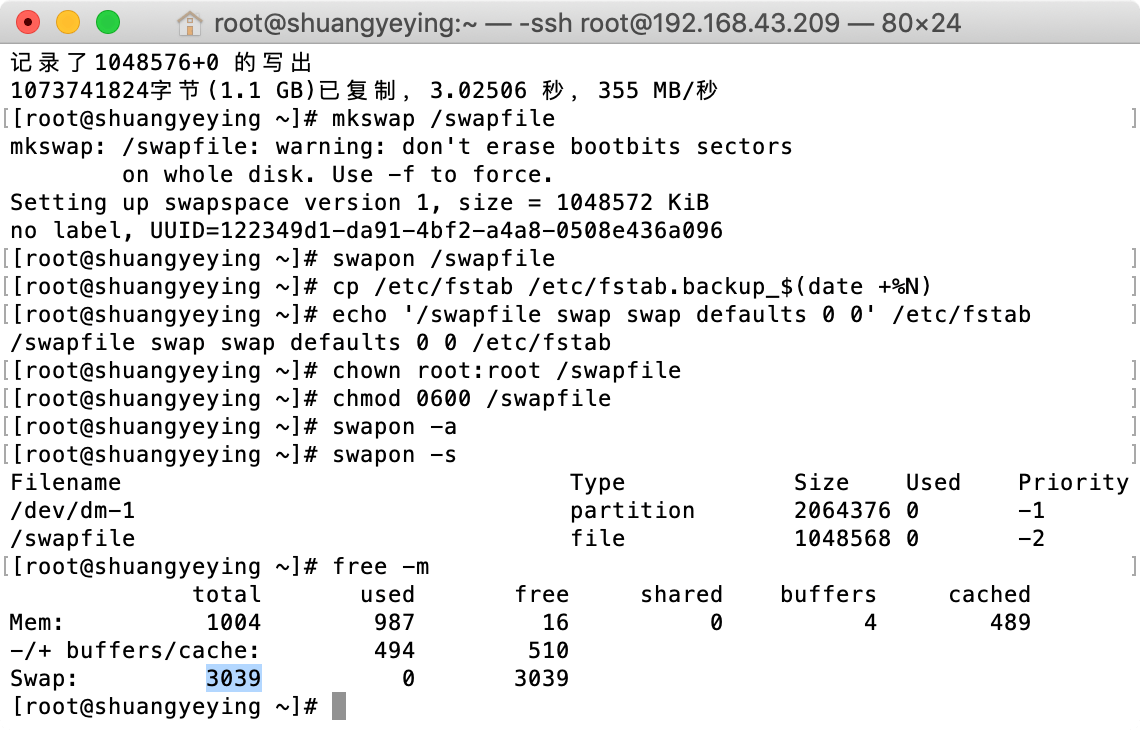 root@shuangyeying:~ — -ssh root@192.168.43.209 — 80×24
记录了1048576+0 的写出
1073741824字节(1.1 GB)已复制, 3.02506 秒, 355 MB/秒
[[root@shuangyeying ~]# mkswap /swapfile ]
mkswap: /swapfile: warning: don't erase bootbits sectors
        on whole disk. Use -f to force.
Setting up swapspace version 1, size = 1048572 KiB
no label, UUID=122349d1-da91-4bf2-a4a8-0508e436a096
[[root@shuangyeying ~]# swapon /swapfile ]
[[root@shuangyeying ~]# cp /etc/fstab /etc/fstab.backup_$(date +%N) ]
[[root@shuangyeying ~]# echo '/swapfile swap swap defaults 0 0' /etc/fstab ]
/swapfile swap swap defaults 0 0 /etc/fstab
[[root@shuangyeying ~]# chown root:root /swapfile ]
[[root@shuangyeying ~]# chmod 0600 /swapfile ]
[[root@shuangyeying ~]# swapon -a ]
[[root@shuangyeying ~]# swapon -s ]
Filename                                Type            Size    Used    Priority
/dev/dm-1                               partition       2064376 0       -1
/swapfile                               file            1048568 0       -2
[[root@shuangyeying ~]# free -m ]
             total       used       free     shared    buffers     cached
Mem:          1004        987         16          0          4        489
-/+ buffers/cache:        494        510
Swap:         3039          0       3039
[root@shuangyeying ~]#